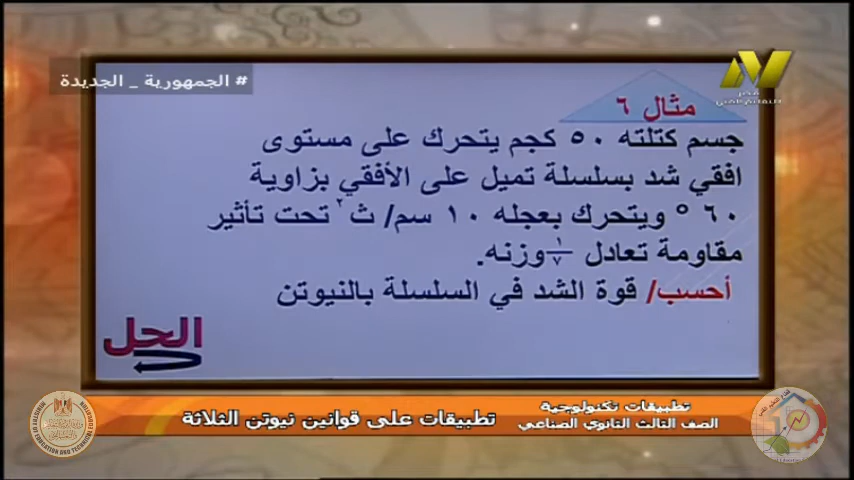 # الجمهورية _ الجديدة
مثال ٦
جسم كتلته ٥٠ كجم يتحرك على مستوى
افقي شد بسلسلة تميل على الأفقي بزاوية
٦٠ ° ويتحرك بعجله ١٠ سم/ ث٢ تحت تأثير
مقاومة تعادل ١/٧ وزنه.
أحسب/ قوة الشد في السلسلة بالنيوتن
الحل
تطبيقات تكنولوجية
الصف الثالث الثانوي الصناعي
تطبيقات على قوانين نيوتن الثلاثة